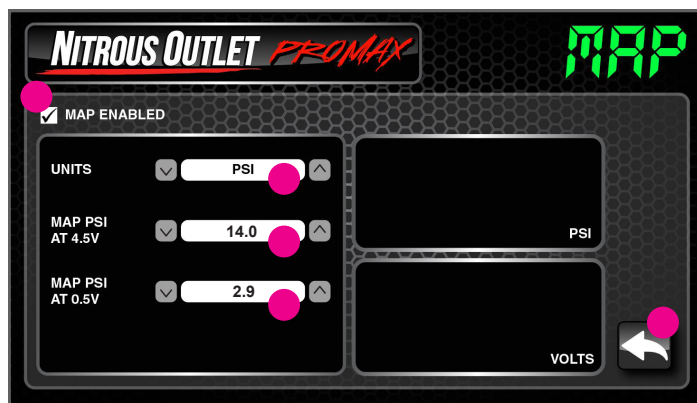 NITROUS OUTLET PROMAX
MAP
MAP ENABLED
UNITS PSI
MAP PSI
AT 4.5V 14.0
MAP PSI
AT 0.5V 2.9
PSI
VOLTS